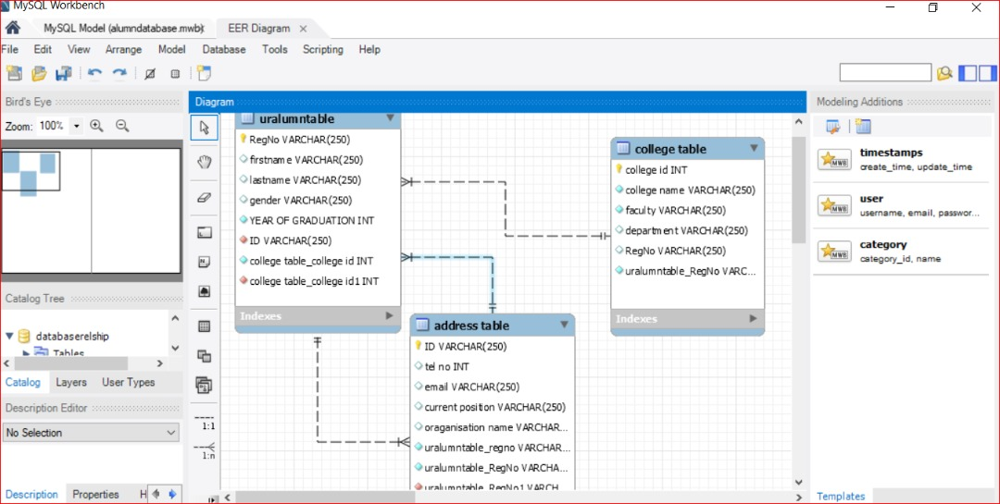 MySQL Workbench
MySQL Model (alumndatabase.mwb)
EER Diagram
File Edit View Arrange Model Database Tools Scripting Help
Bird's Eye
Zoom: 100%
Catalog Tree
databaserelship
Tables
Catalog Layers User Types
Description Editor
No Selection
Description Properties H
Diagram
1:1
1:n
uralumntable
RegNo VARCHAR(250)
firstname VARCHAR(250)
lastname VARCHAR(250)
gender VARCHAR(250)
YEAR OF GRADUATION INT
ID VARCHAR(250)
college table_college id INT
college table_college id1 INT
Indexes
address table
ID VARCHAR(250)
tel no INT
email VARCHAR(250)
current position VARCHAR(250)
oraganisation name VARCHAR...
uralumntable_regno VARCHAR...
uralumntable_RegNo VARCHA...
uralumntable_RegNo1 VARCH
college table
college id INT
college name VARCHAR(250)
faculty VARCHAR(250)
department VARCHAR(250)
RegNo VARCHAR(250)
uralumntable_RegNo VARC...
Indexes
Modeling Additions
MWB
timestamps
create_time, update_time
MWB
user
username, email, passwor...
MWB
category
category_id, name
Templates